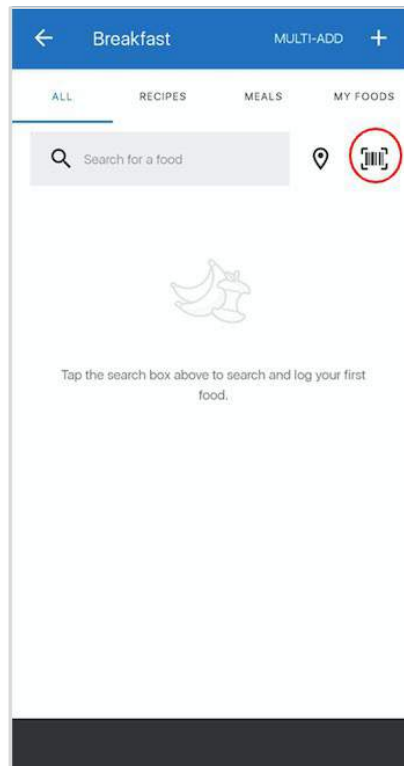 Breakfast MULTI-ADD +
ALL RECIPES MEALS MY FOODS
Search for a food
Tap the search box above to search and log your first
food.